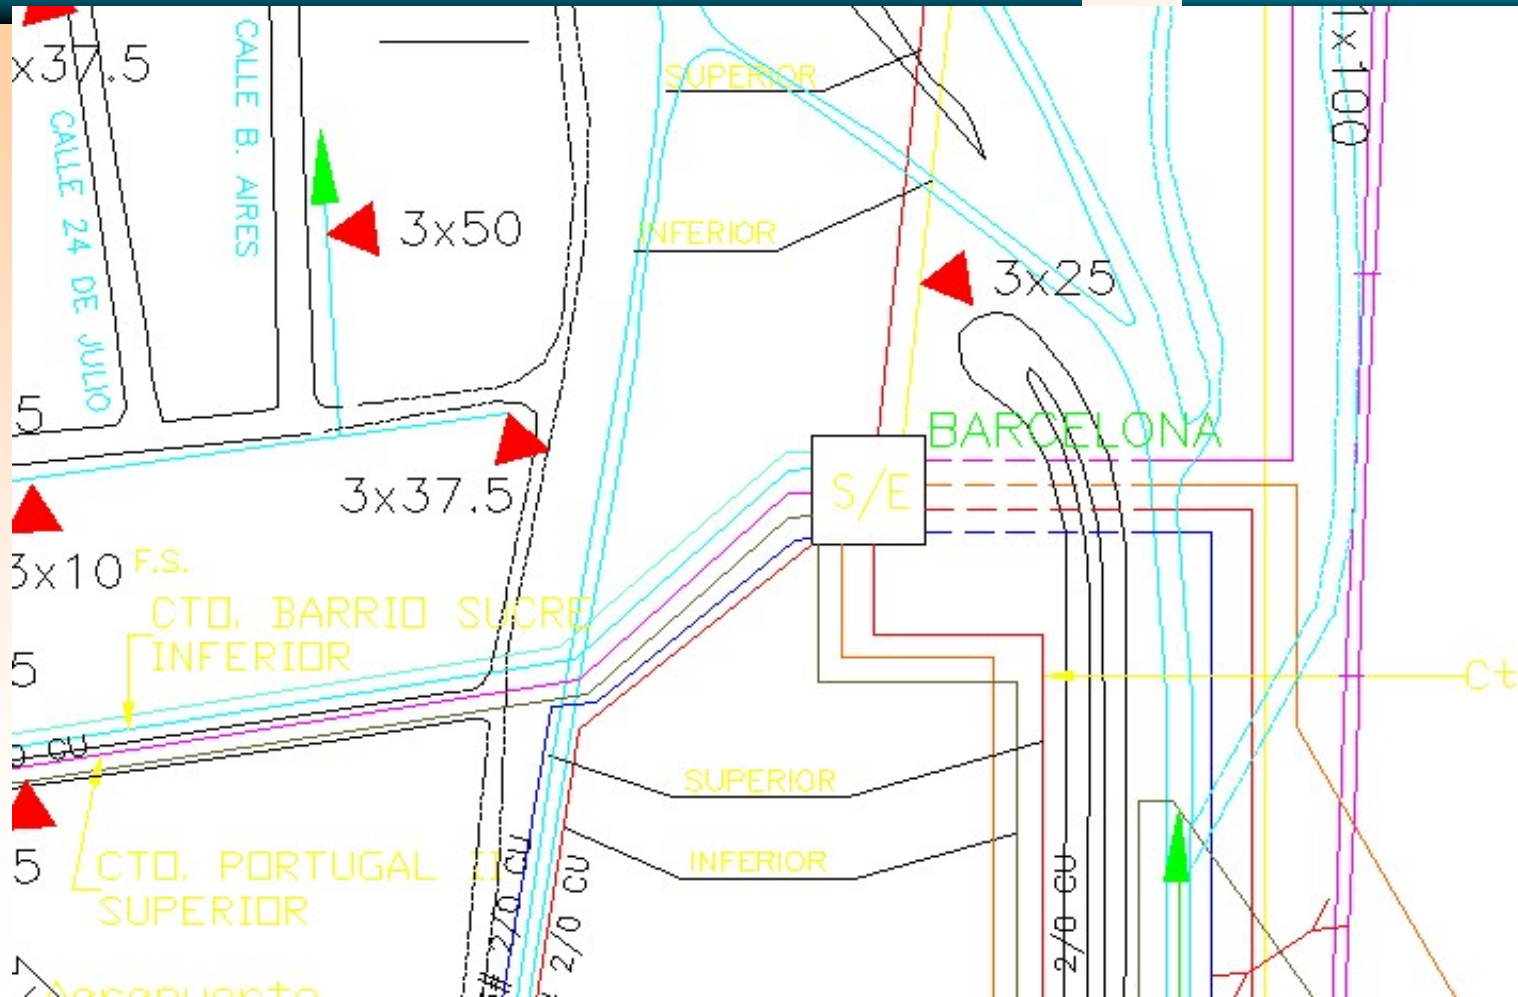 x37.5
CALLE B. AIRES
CALLE 24 DE JULIO
SUPERIOR
1x100
3x50
INFERIOR
3x25
5
BARCELONA
S/E
3x37.5
3x10
F.S.
CTO. BARRIO SUCRE
INFERIOR
5
Ct
CU
SUPERIOR
INFERIOR
5
CTO. PORTUGAL II
SUPERIOR
# 2/0 CU
2/0 CU
2/0 CU
Aeropuerto